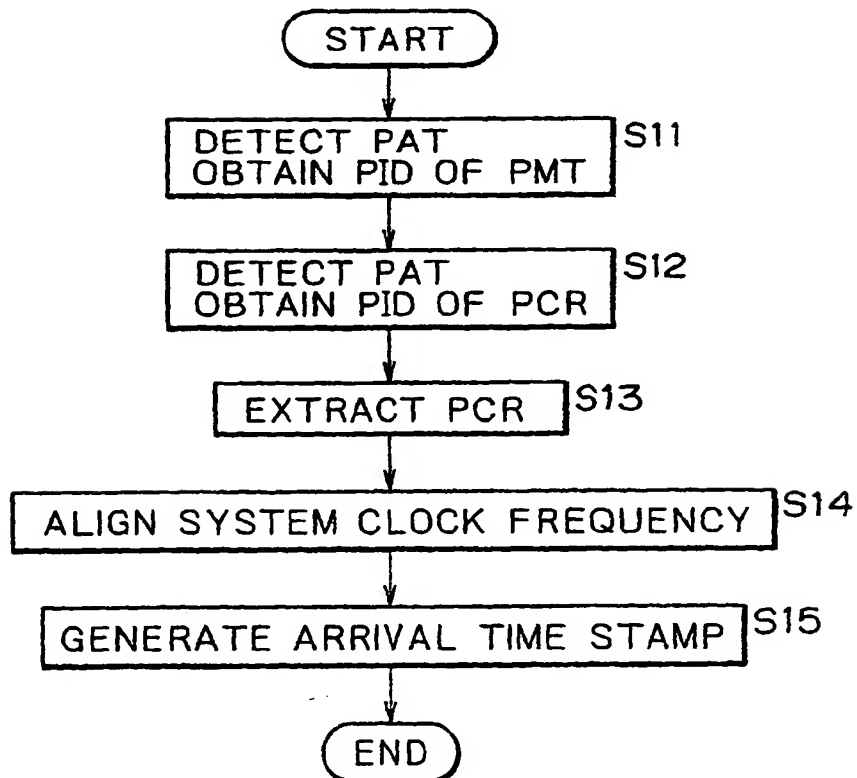 START
DETECT PAT
OBTAIN PID OF PMT
S11
DETECT PAT
OBTAIN PID OF PCR
S12
EXTRACT PCR
S13
ALIGN SYSTEM CLOCK FREQUENCY
S14
GENERATE ARRIVAL TIME STAMP
S15
END